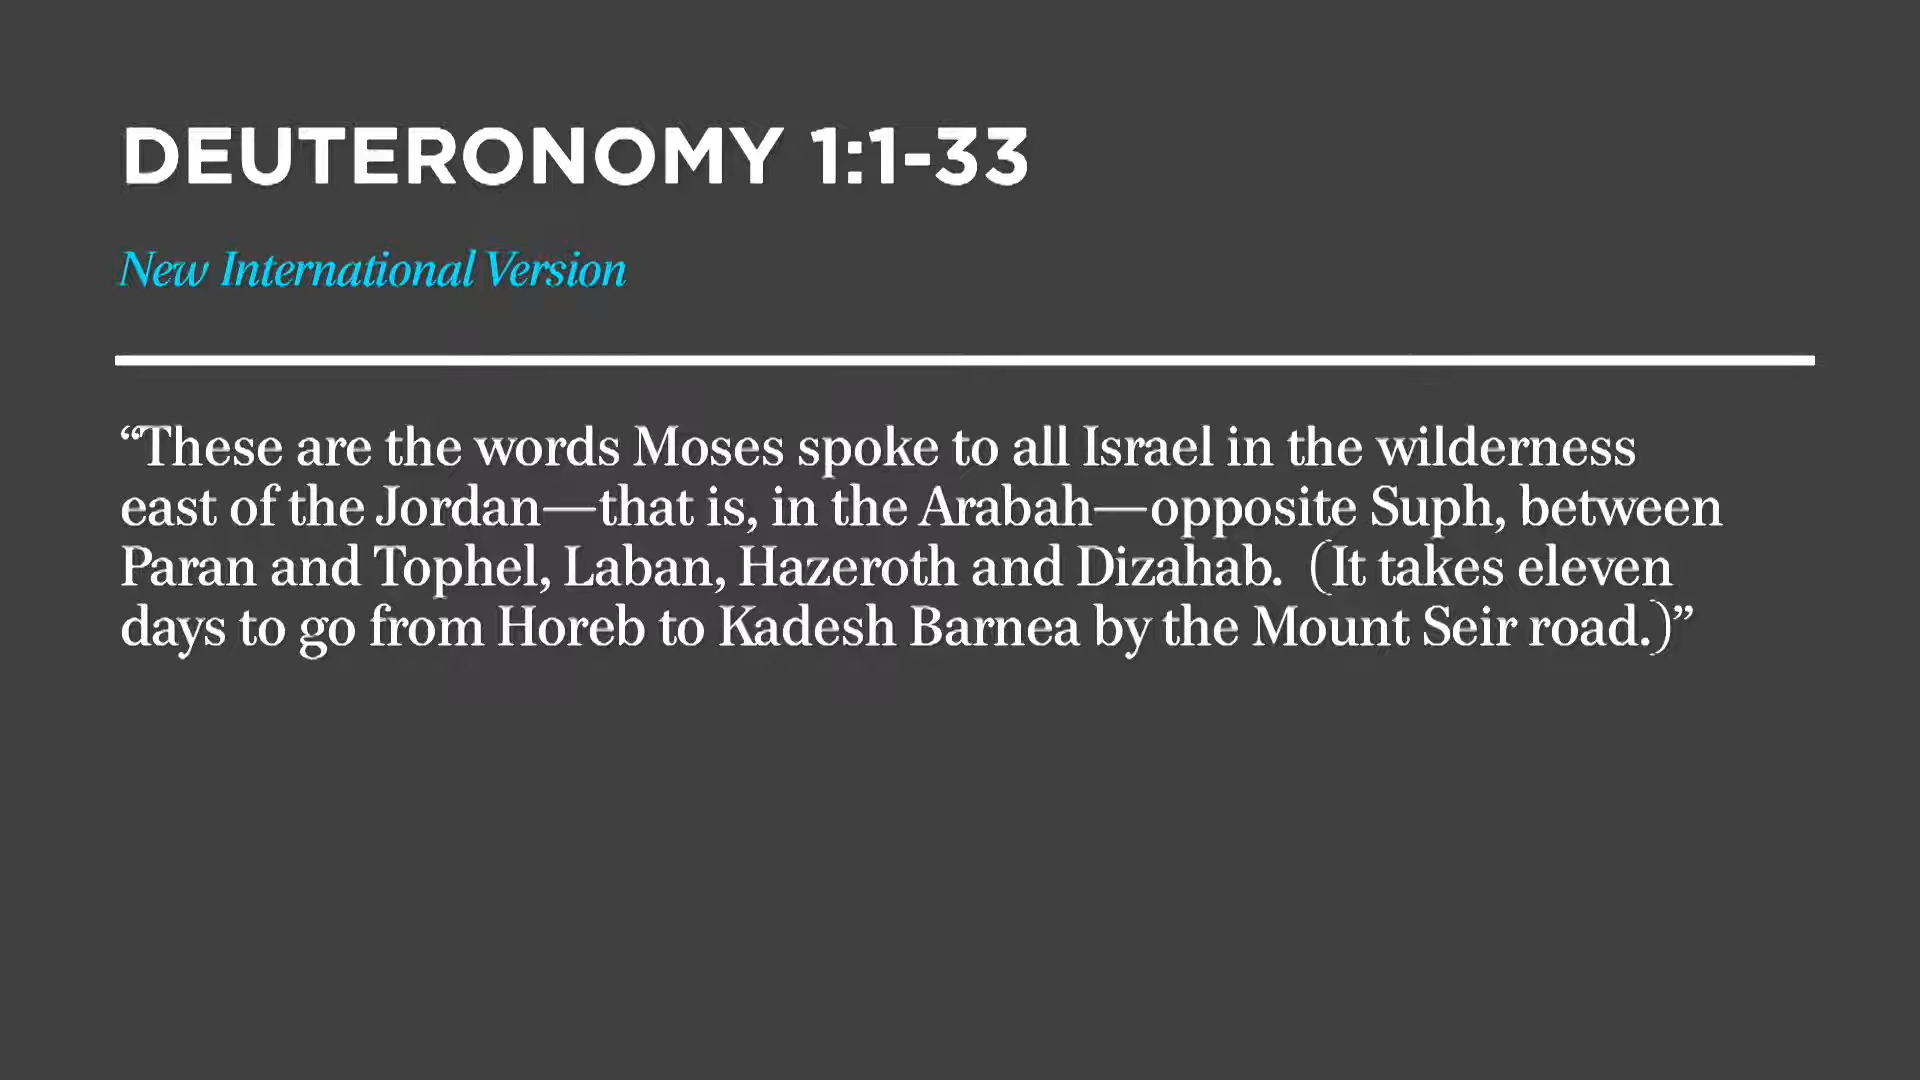 DEUTERONOMY 1:1-33
New International Version
“These are the words Moses spoke to all Israel in the wilderness
east of the Jordan—that is, in the Arabah—opposite Suph, between
Paran and Tophel, Laban, Hazeroth and Dizahab.  (It takes eleven
days to go from Horeb to Kadesh Barnea by the Mount Seir road.)”